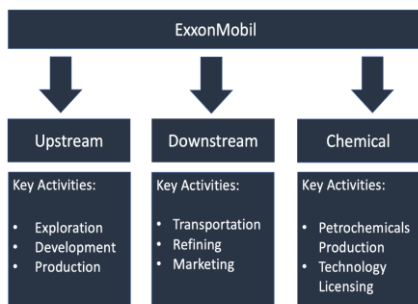 ExxonMobil
Upstream
Downstream
Chemical
Key Activities:
• Exploration
• Development
• Production
Key Activities:
• Transportation
• Refining
• Marketing
Key Activities:
• Petrochemicals
Production
• Technology
Licensing